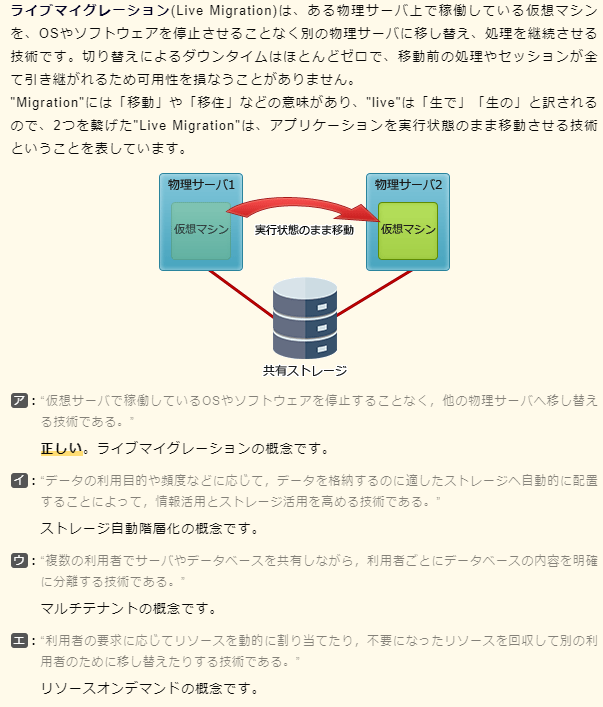 ライブマイグレーション(Live Migration)は、ある物理サーバ上で稼働している仮想マシン
を、OSやソフトウェアを停止させることなく別の物理サーバに移し替え、処理を継続させる
技術です。切り替えによるダウンタイムはほとんどゼロで、移動前の処理やセッションが全
て引き継がれるため可用性を損なうことがありません。
"Migration"には「移動」や「移住」などの意味があり、"live"は「生で」「生の」と訳される
ので、2つを繋げた"Live Migration"は、アプリケーションを実行状態のまま移動させる技術
ということを表しています。
物理サーバ1
物理サーバ2
仮想マシン
実行状態のまま移動
仮想マシン
共有ストレージ
ア：“仮想サーバで稼働しているOSやソフトウェアを停止することなく，他の物理サーバへ移し替え
る技術である。”
正しい。ライブマイグレーションの概念です。
イ：“データの利用目的や頻度などに応じて，データを格納するのに適したストレージへ自動的に配置
することによって，情報活用とストレージ活用を高める技術である。”
ストレージ自動階層化の概念です。
ウ：“複数の利用者でサーバやデータベースを共有しながら，利用者ごとにデータベースの内容を明確
に分離する技術である。”
マルチテナントの概念です。
エ：“利用者の要求に応じてリソースを動的に割り当てたり，不要になったリソースを回収して別の利
用者のために移し替えたりする技術である。”
リソースオンデマンドの概念です。